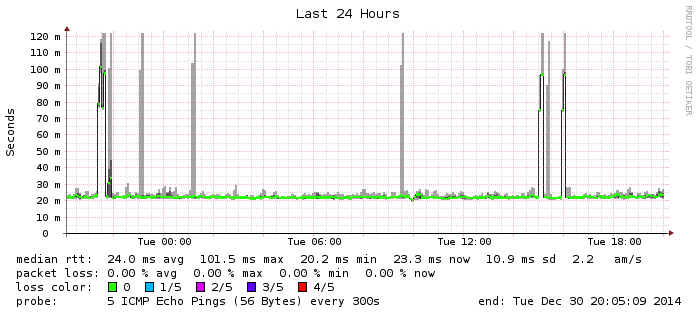 Last 24 Hours
RRDTOOL / TOBI OETIKER
Seconds
120 m
110 m
100 m
90 m
80 m
70 m
60 m
50 m
40 m
30 m
20 m
10 m
0
Tue 00:00 Tue 06:00 Tue 12:00 Tue 18:00
median rtt: 24.0 ms avg 101.5 ms max 20.2 ms min 23.3 ms now 10.9 ms sd 2.2 am/s
packet loss: 0.00 % avg 0.00 % max 0.00 % min 0.00 % now
loss color: 0 1/5 2/5 3/5 4/5
probe: 5 ICMP Echo Pings (56 Bytes) every 300s end: Tue Dec 30 20:05:09 2014